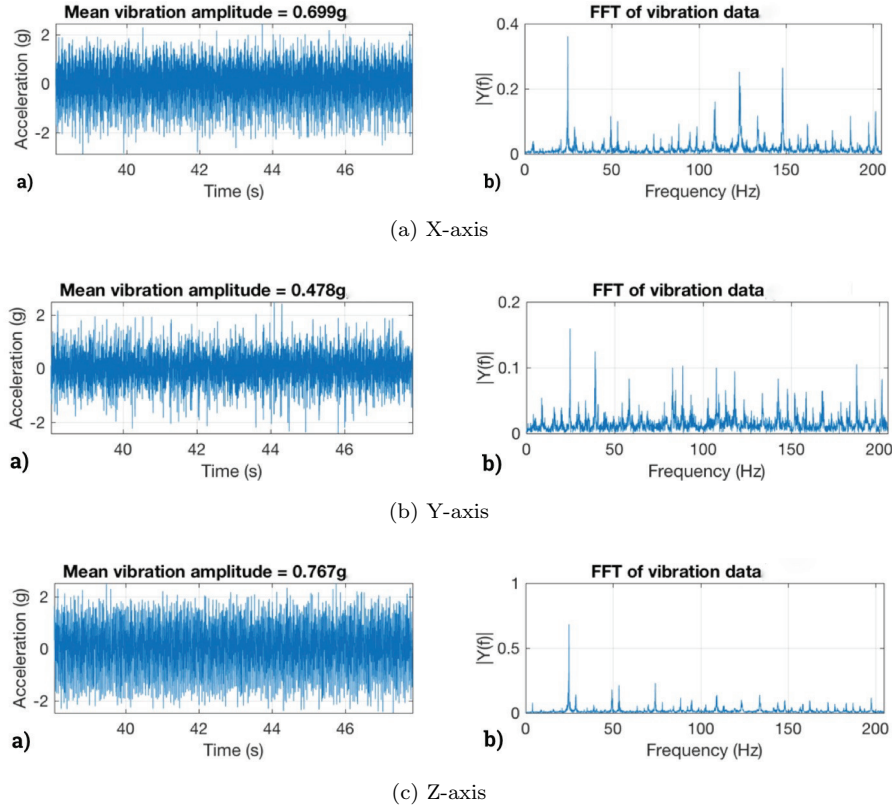 Mean vibration amplitude = 0.699g
Acceleration (g)
2
0
-2
40 42 44 46
Time (s)
a)
FFT of vibration data
|Y(f)|
0.4
0.2
0
0 50 100 150 200
Frequency (Hz)
b)
(a) X-axis
Mean vibration amplitude = 0.478g
Acceleration (g)
2
0
-2
40 42 44 46
Time (s)
a)
FFT of vibration data
|Y(f)|
0.2
0.1
0
0 50 100 150 200
Frequency (Hz)
b)
(b) Y-axis
Mean vibration amplitude = 0.767g
Acceleration (g)
2
0
-2
40 42 44 46
Time (s)
a)
FFT of vibration data
|Y(f)|
1
0.5
0
0 50 100 150 200
Frequency (Hz)
b)
(c) Z-axis